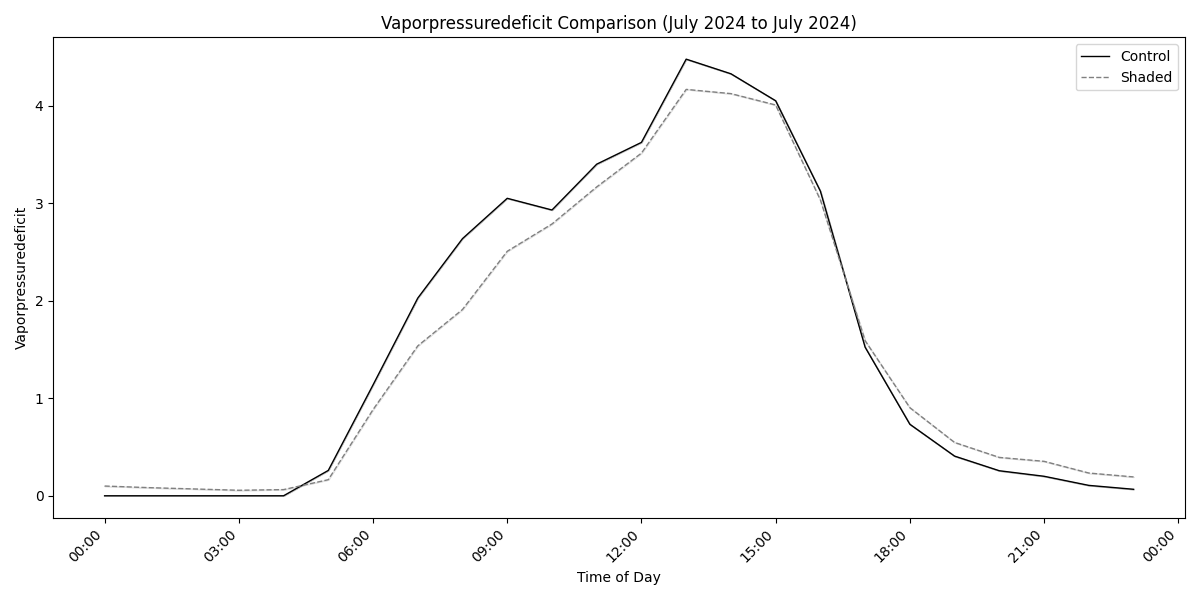 Vaporpressuredeficit Comparison (July 2024 to July 2024)
Control
Shaded
Vaporpressuredeficit
4
3
2
1
0
00:00
03:00
06:00
09:00
12:00
15:00
18:00
21:00
00:00
Time of Day